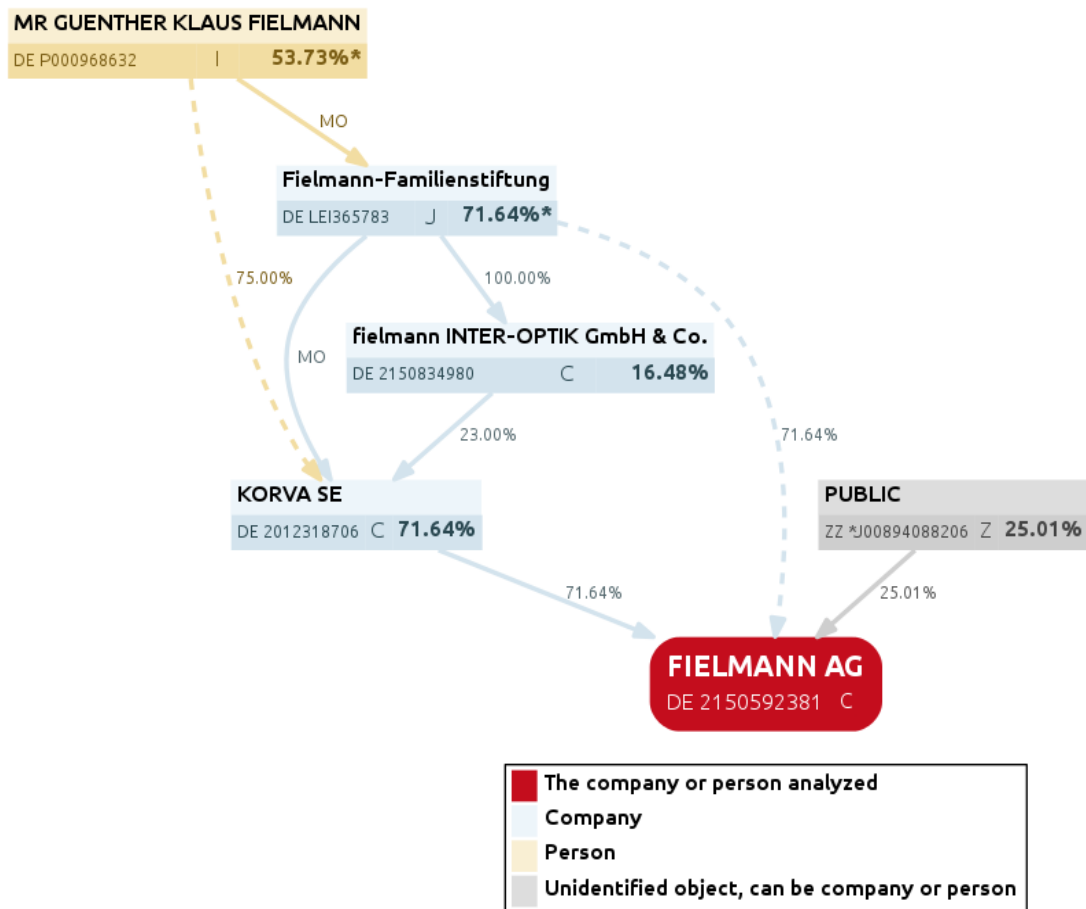 MR GUENTHER KLAUS FIELMANN
DE P000968632 I 53.73%*
MO
Fielmann-Familienstiftung
DE LEI365783 J 71.64%*
75.00%
100.00%
fielmann INTER-OPTIK GmbH & Co.
DE 2150834980 C 16.48%
MO
23.00%
71.64%
KORVA SE
DE 2012318706 C 71.64%
PUBLIC
ZZ *J00894088206 Z 25.01%
71.64%
25.01%
FIELMANN AG
DE 2150592381 C
The company or person analyzed
Company
Person
Unidentified object, can be company or person